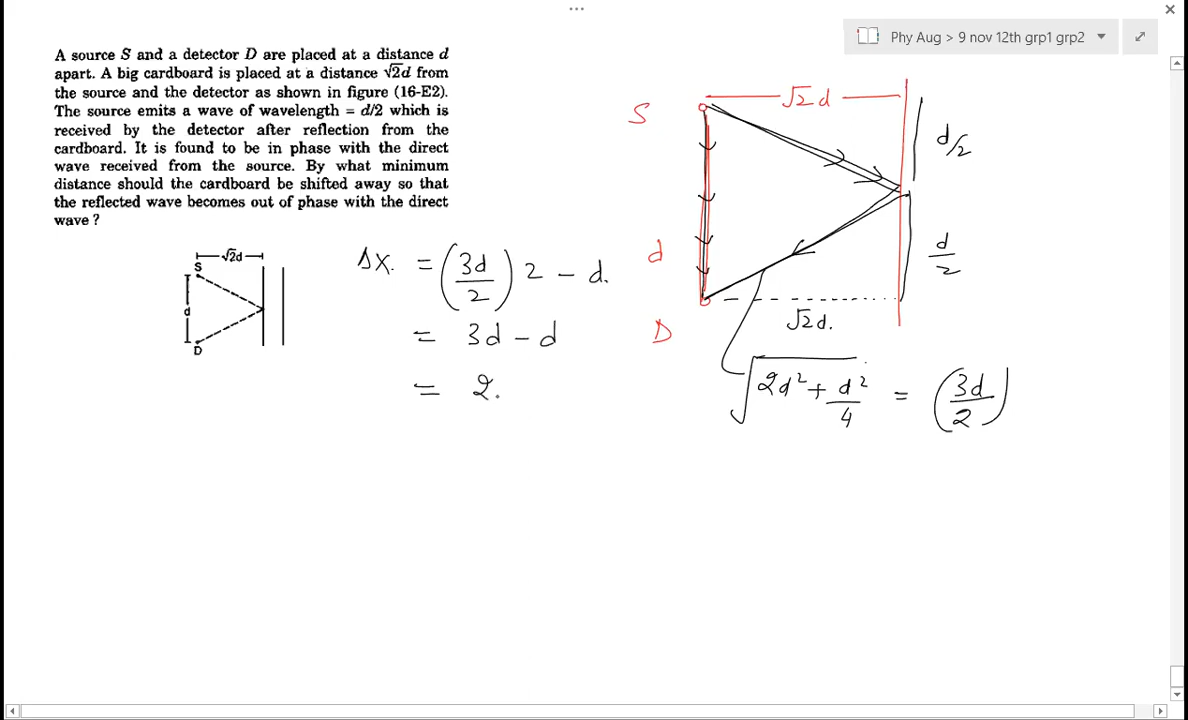 Phy Aug > 9 nov 12th grp1 grp2
A source S and a detector D are placed at a distance d
apart. A big cardboard is placed at a distance √2d from
the source and the detector as shown in figure (16-E2).
The source emits a wave of wavelength = d/2 which is
received by the detector after reflection from the
cardboard. It is found to be in phase with the direct
wave received from the source. By what minimum
distance should the cardboard be shifted away so that
the reflected wave becomes out of phase with the direct
wave ?
√2d
S
d
D
Δx. = (3d/2) 2 - d.
= 3d - d
= 2.
√2 d
S
d/2
d
d/2
D
√2 d.
√(2d² + d²/4) = (3d/2)